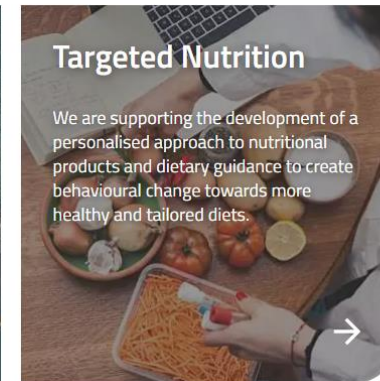 Targeted Nutrition
We are supporting the development of a
personalised approach to nutritional
products and dietary guidance to create
behavioural change towards more
healthy and tailored diets.